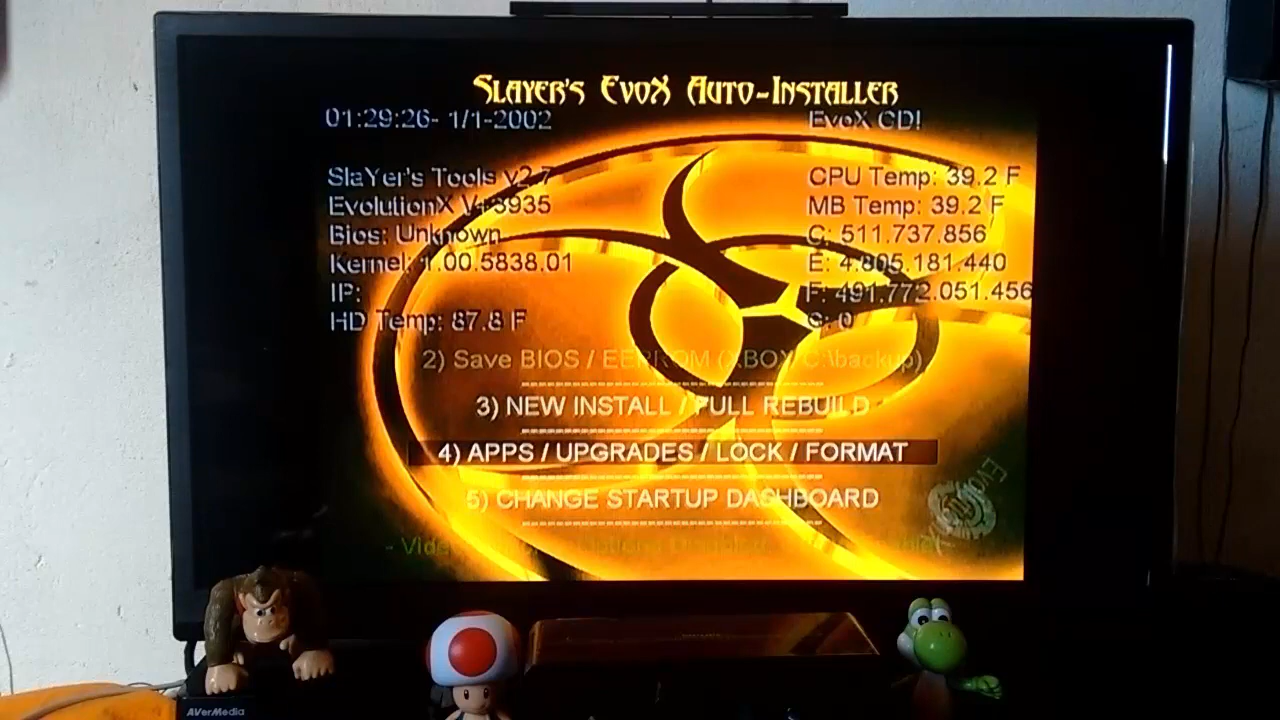 SLAYER'S EVOX AUTO-INSTALLER
01:29:26- 1/1-2002
EvoX CD!
SlaYer's Tools v2.7
CPU Temp: 39.2 F
EvolutionX V+3935
MB Temp: 39.2 F
Bios: Unknown
C: 511.737.856
Kernel: 1.00.5838.01
E: 4.805.181.440
IP:
F: 491.772.051.456
HD Temp: 87.8 F
G: 0
2) Save BIOS / EEPROM (XBOX C:\backup)
3) NEW INSTALL / FULL REBUILD
4) APPS / UPGRADES / LOCK / FORMAT
5) CHANGE STARTUP DASHBOARD
AVerMedia